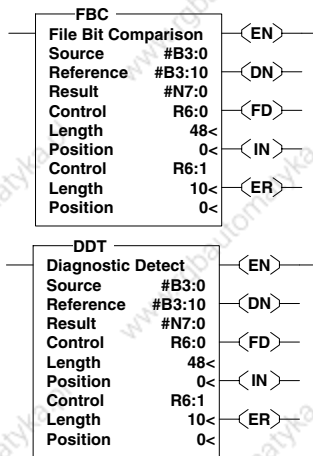 FBC
File Bit Comparison (EN)
Source #B3:0
Reference #B3:10 (DN)
Result #N7:0
Control R6:0 (FD)
Length 48<
Position 0< (IN)
Control R6:1
Length 10< (ER)
Position 0<
DDT
Diagnostic Detect (EN)
Source #B3:0
Reference #B3:10 (DN)
Result #N7:0
Control R6:0 (FD)
Length 48<
Position 0< (IN)
Control R6:1
Length 10< (ER)
Position 0<